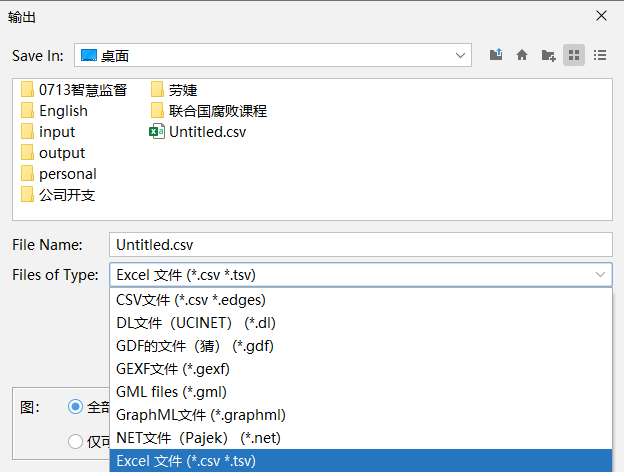 输出
Save In: 桌面
0713智慧监督
English
input
output
personal
公司开支
劳婕
联合国腐败课程
Untitled.csv
File Name: Untitled.csv
Files of Type: Excel 文件 (*.csv *.tsv)
CSV文件 (*.csv *.edges)
DL文件（UCINET） (*.dl)
GDF的文件（猜） (*.gdf)
GEXF文件 (*.gexf)
GML files (*.gml)
GraphML文件 (*.graphml)
NET文件（Pajek） (*.net)
Excel 文件 (*.csv *.tsv)
图： 全部
仅可